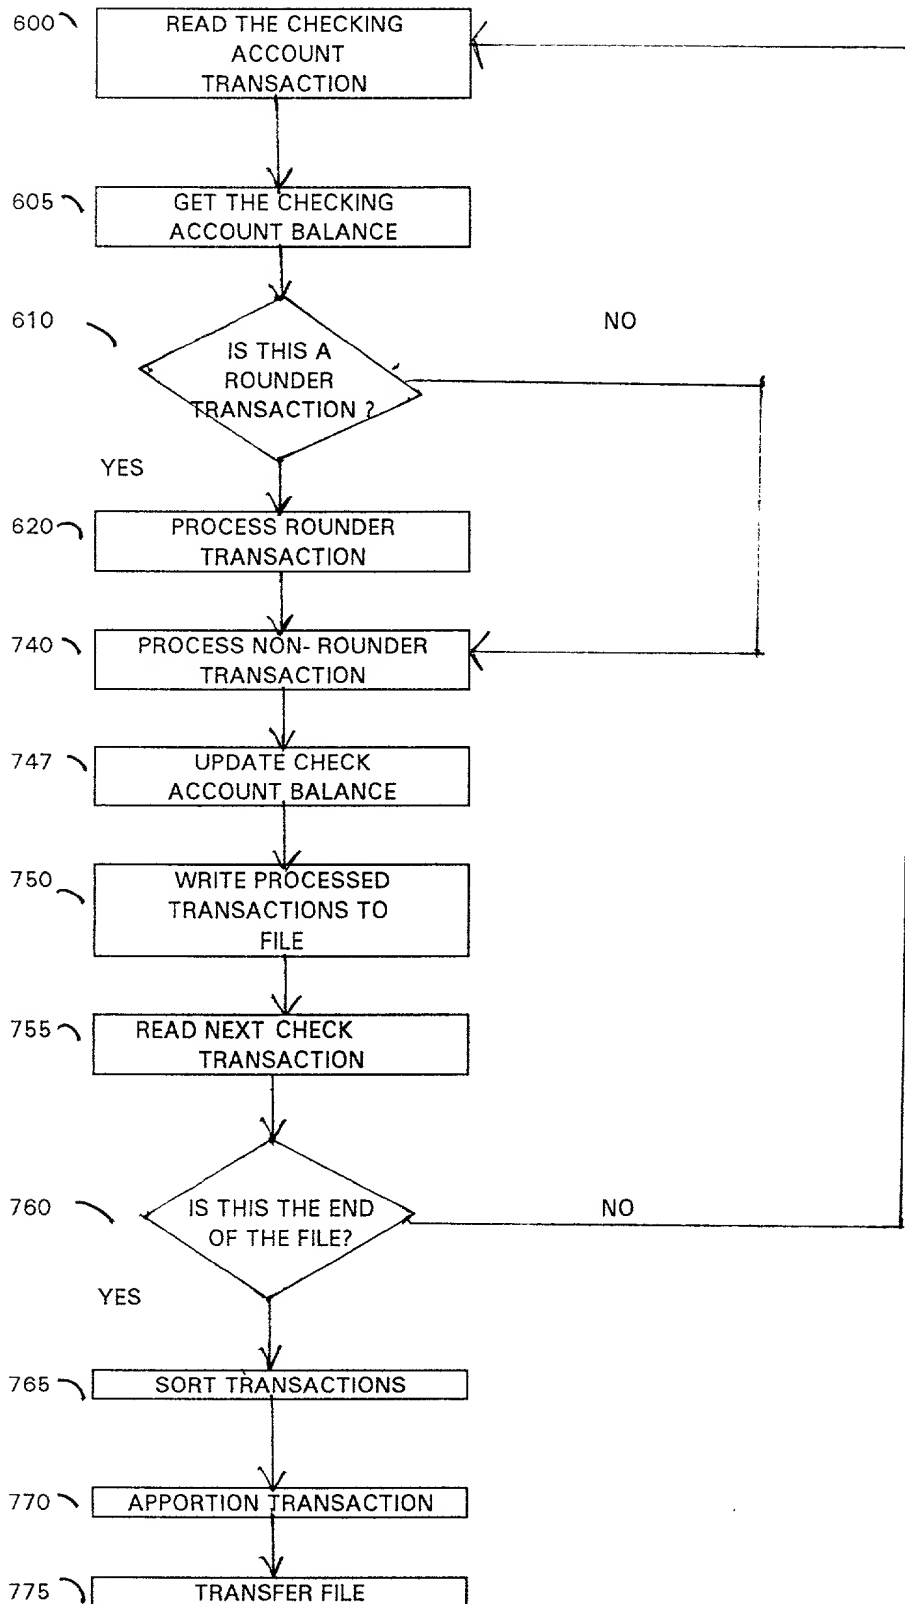 600
READ THE CHECKING
ACCOUNT
TRANSACTION
605
GET THE CHECKING
ACCOUNT BALANCE
610
IS THIS A
ROUNDER
TRANSACTION ?
NO
YES
620
PROCESS ROUNDER
TRANSACTION
740
PROCESS NON- ROUNDER
TRANSACTION
747
UPDATE CHECK
ACCOUNT BALANCE
750
WRITE PROCESSED
TRANSACTIONS TO
FILE
755
READ NEXT CHECK
TRANSACTION
760
IS THIS THE END
OF THE FILE?
NO
YES
765
SORT TRANSACTIONS
770
APPORTION TRANSACTION
775
TRANSFER FILE